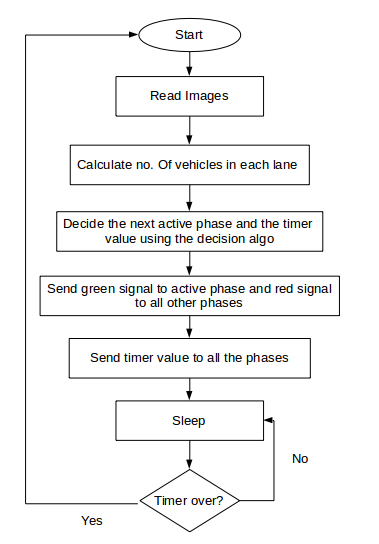 Start
Read Images
Calculate no. Of vehicles in each lane
Decide the next active phase and the timer
value using the decision algo
Send green signal to active phase and red signal
to all other phases
Send timer value to all the phases
Sleep
No
Timer over?
Yes